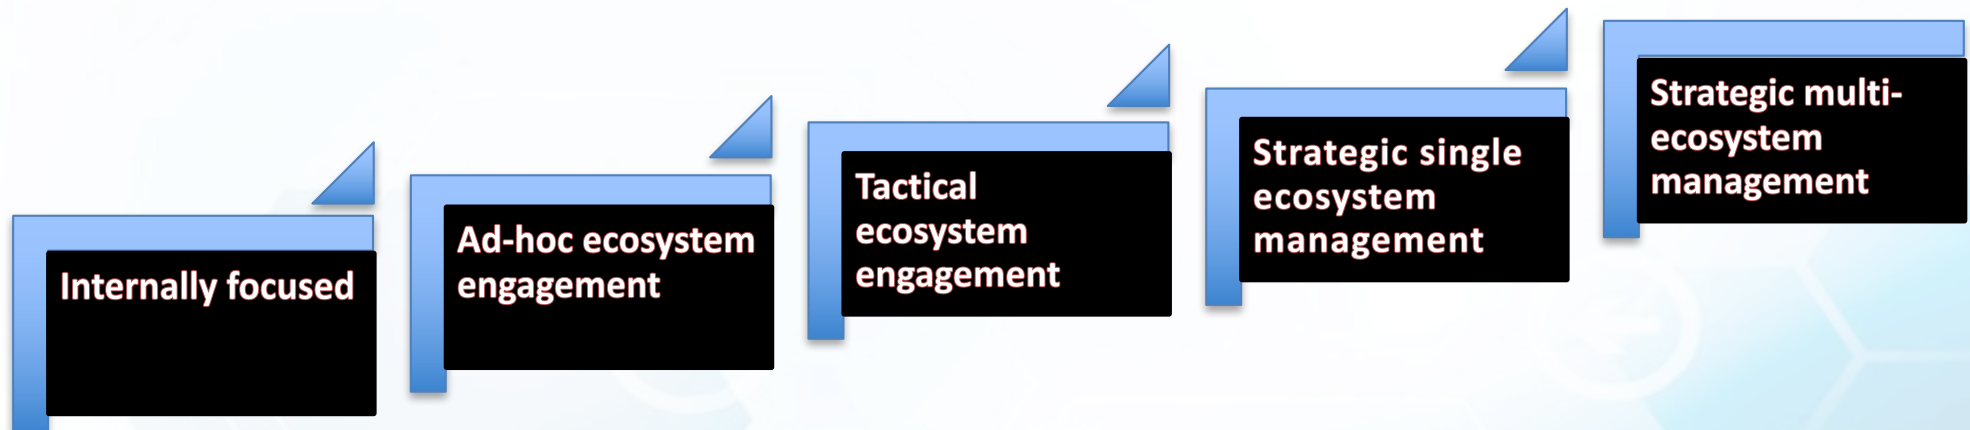 Internally focused
Ad-hoc ecosystem
engagement
Tactical
ecosystem
engagement
Strategic single
ecosystem
management
Strategic multi-
ecosystem
management